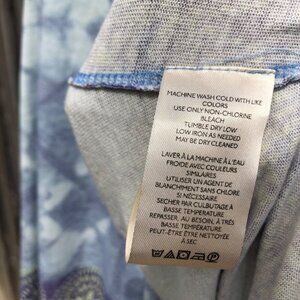 MACHINE WASH COLD WITH LIKE
COLORS
USE ONLY NON-CHLORINE
BLEACH
TUMBLE DRY LOW
LOW IRON AS NEEDED
MAY BE DRY CLEANED
LAVER À LA MACHINE À L'EAU
FROIDE AVEC COULEURS
SIMILAIRES
UTILISER UN AGENT DE
BLANCHIMENT SANS CHLORE
SI NÉCESSAIRE
SÉCHER PAR CULBUTAGE À
BASSE TEMPÉRATURE
REPASSER, AU BESOIN, À TRÈS
BASSE TEMPÉRATURE
PEUT-ÊTRE ÊTRE NETTOYÉE
À SEC